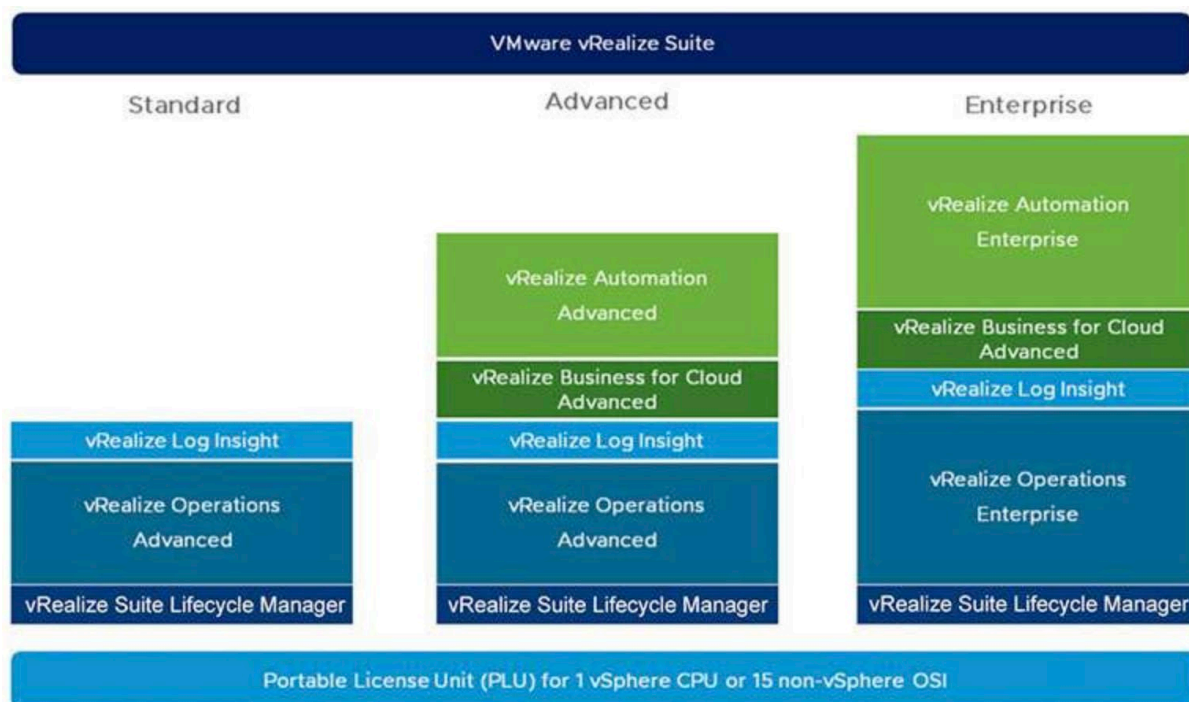 VMware vRealize Suite
Standard
Advanced
Enterprise
vRealize Log Insight
vRealize Operations
Advanced
vRealize Suite Lifecycle Manager
vRealize Automation
Advanced
vRealize Business for Cloud
Advanced
vRealize Log Insight
vRealize Operations
Advanced
vRealize Suite Lifecycle Manager
vRealize Automation
Enterprise
vRealize Business for Cloud
Advanced
vRealize Log Insight
vRealize Operations
Enterprise
vRealize Suite Lifecycle Manager
Portable License Unit (PLU) for 1 vSphere CPU or 15 non-vSphere OSI